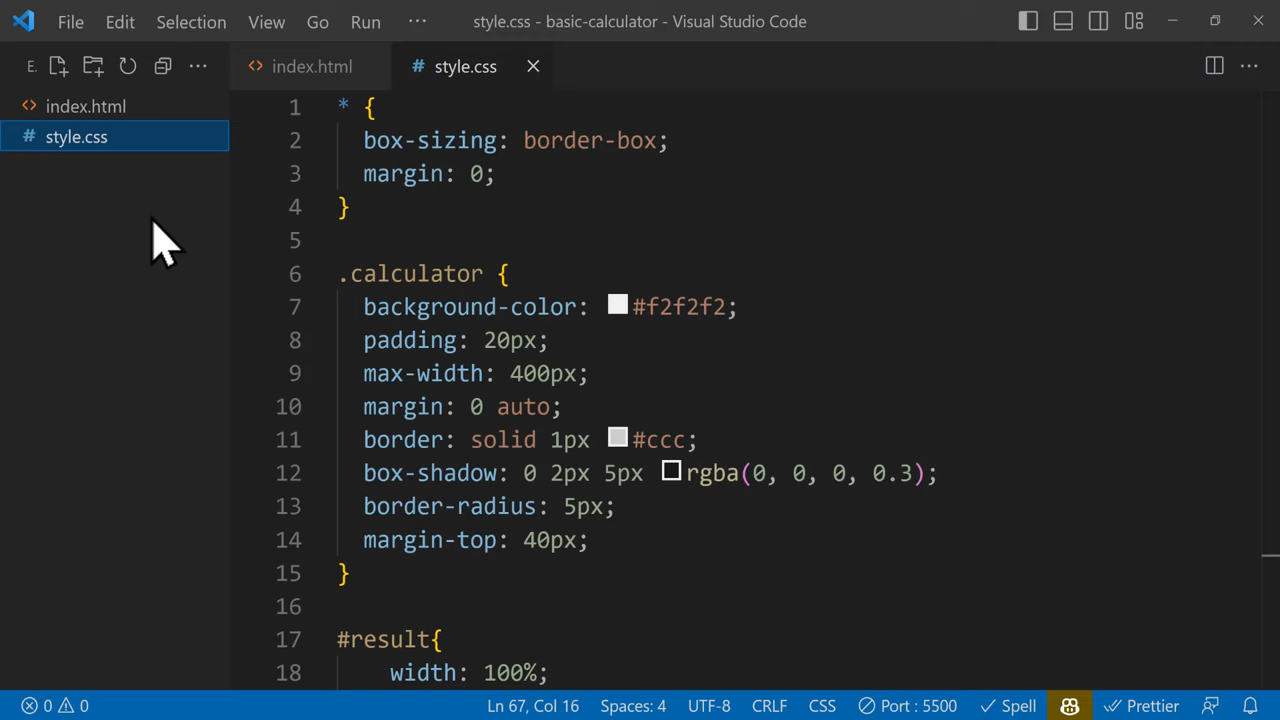 File Edit Selection View Go Run ··· style.css - basic-calculator - Visual Studio Code
E. ··· index.html style.css
index.html
style.css
1 * {
2 box-sizing: border-box;
3 margin: 0;
4 }
5
6 .calculator {
7 background-color: #f2f2f2;
8 padding: 20px;
9 max-width: 400px;
10 margin: 0 auto;
11 border: solid 1px #ccc;
12 box-shadow: 0 2px 5px rgba(0, 0, 0, 0.3);
13 border-radius: 5px;
14 margin-top: 40px;
15 }
16
17 #result{
18 width: 100%;
0 0 Ln 67, Col 16 Spaces: 4 UTF-8 CRLF CSS Port : 5500 Spell Prettier